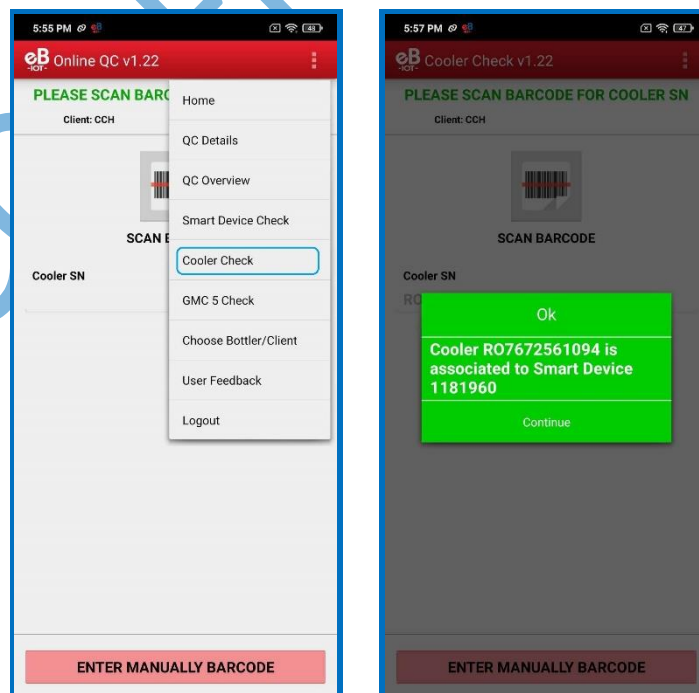 5:55 PM
48
eB
-IOT-
Online QC v1.22
PLEASE SCAN BARC
Client: CCH
SCAN B
Cooler SN
Home
QC Details
QC Overview
Smart Device Check
Cooler Check
GMC 5 Check
Choose Bottler/Client
User Feedback
Logout
ENTER MANUALLY BARCODE
5:57 PM
47
eB
-IOT-
Cooler Check v1.22
PLEASE SCAN BARCODE FOR COOLER SN
Client: CCH
SCAN BARCODE
Cooler SN
RO
Ok
Cooler RO7672561094 is
associated to Smart Device
1181960
Continue
ENTER MANUALLY BARCODE